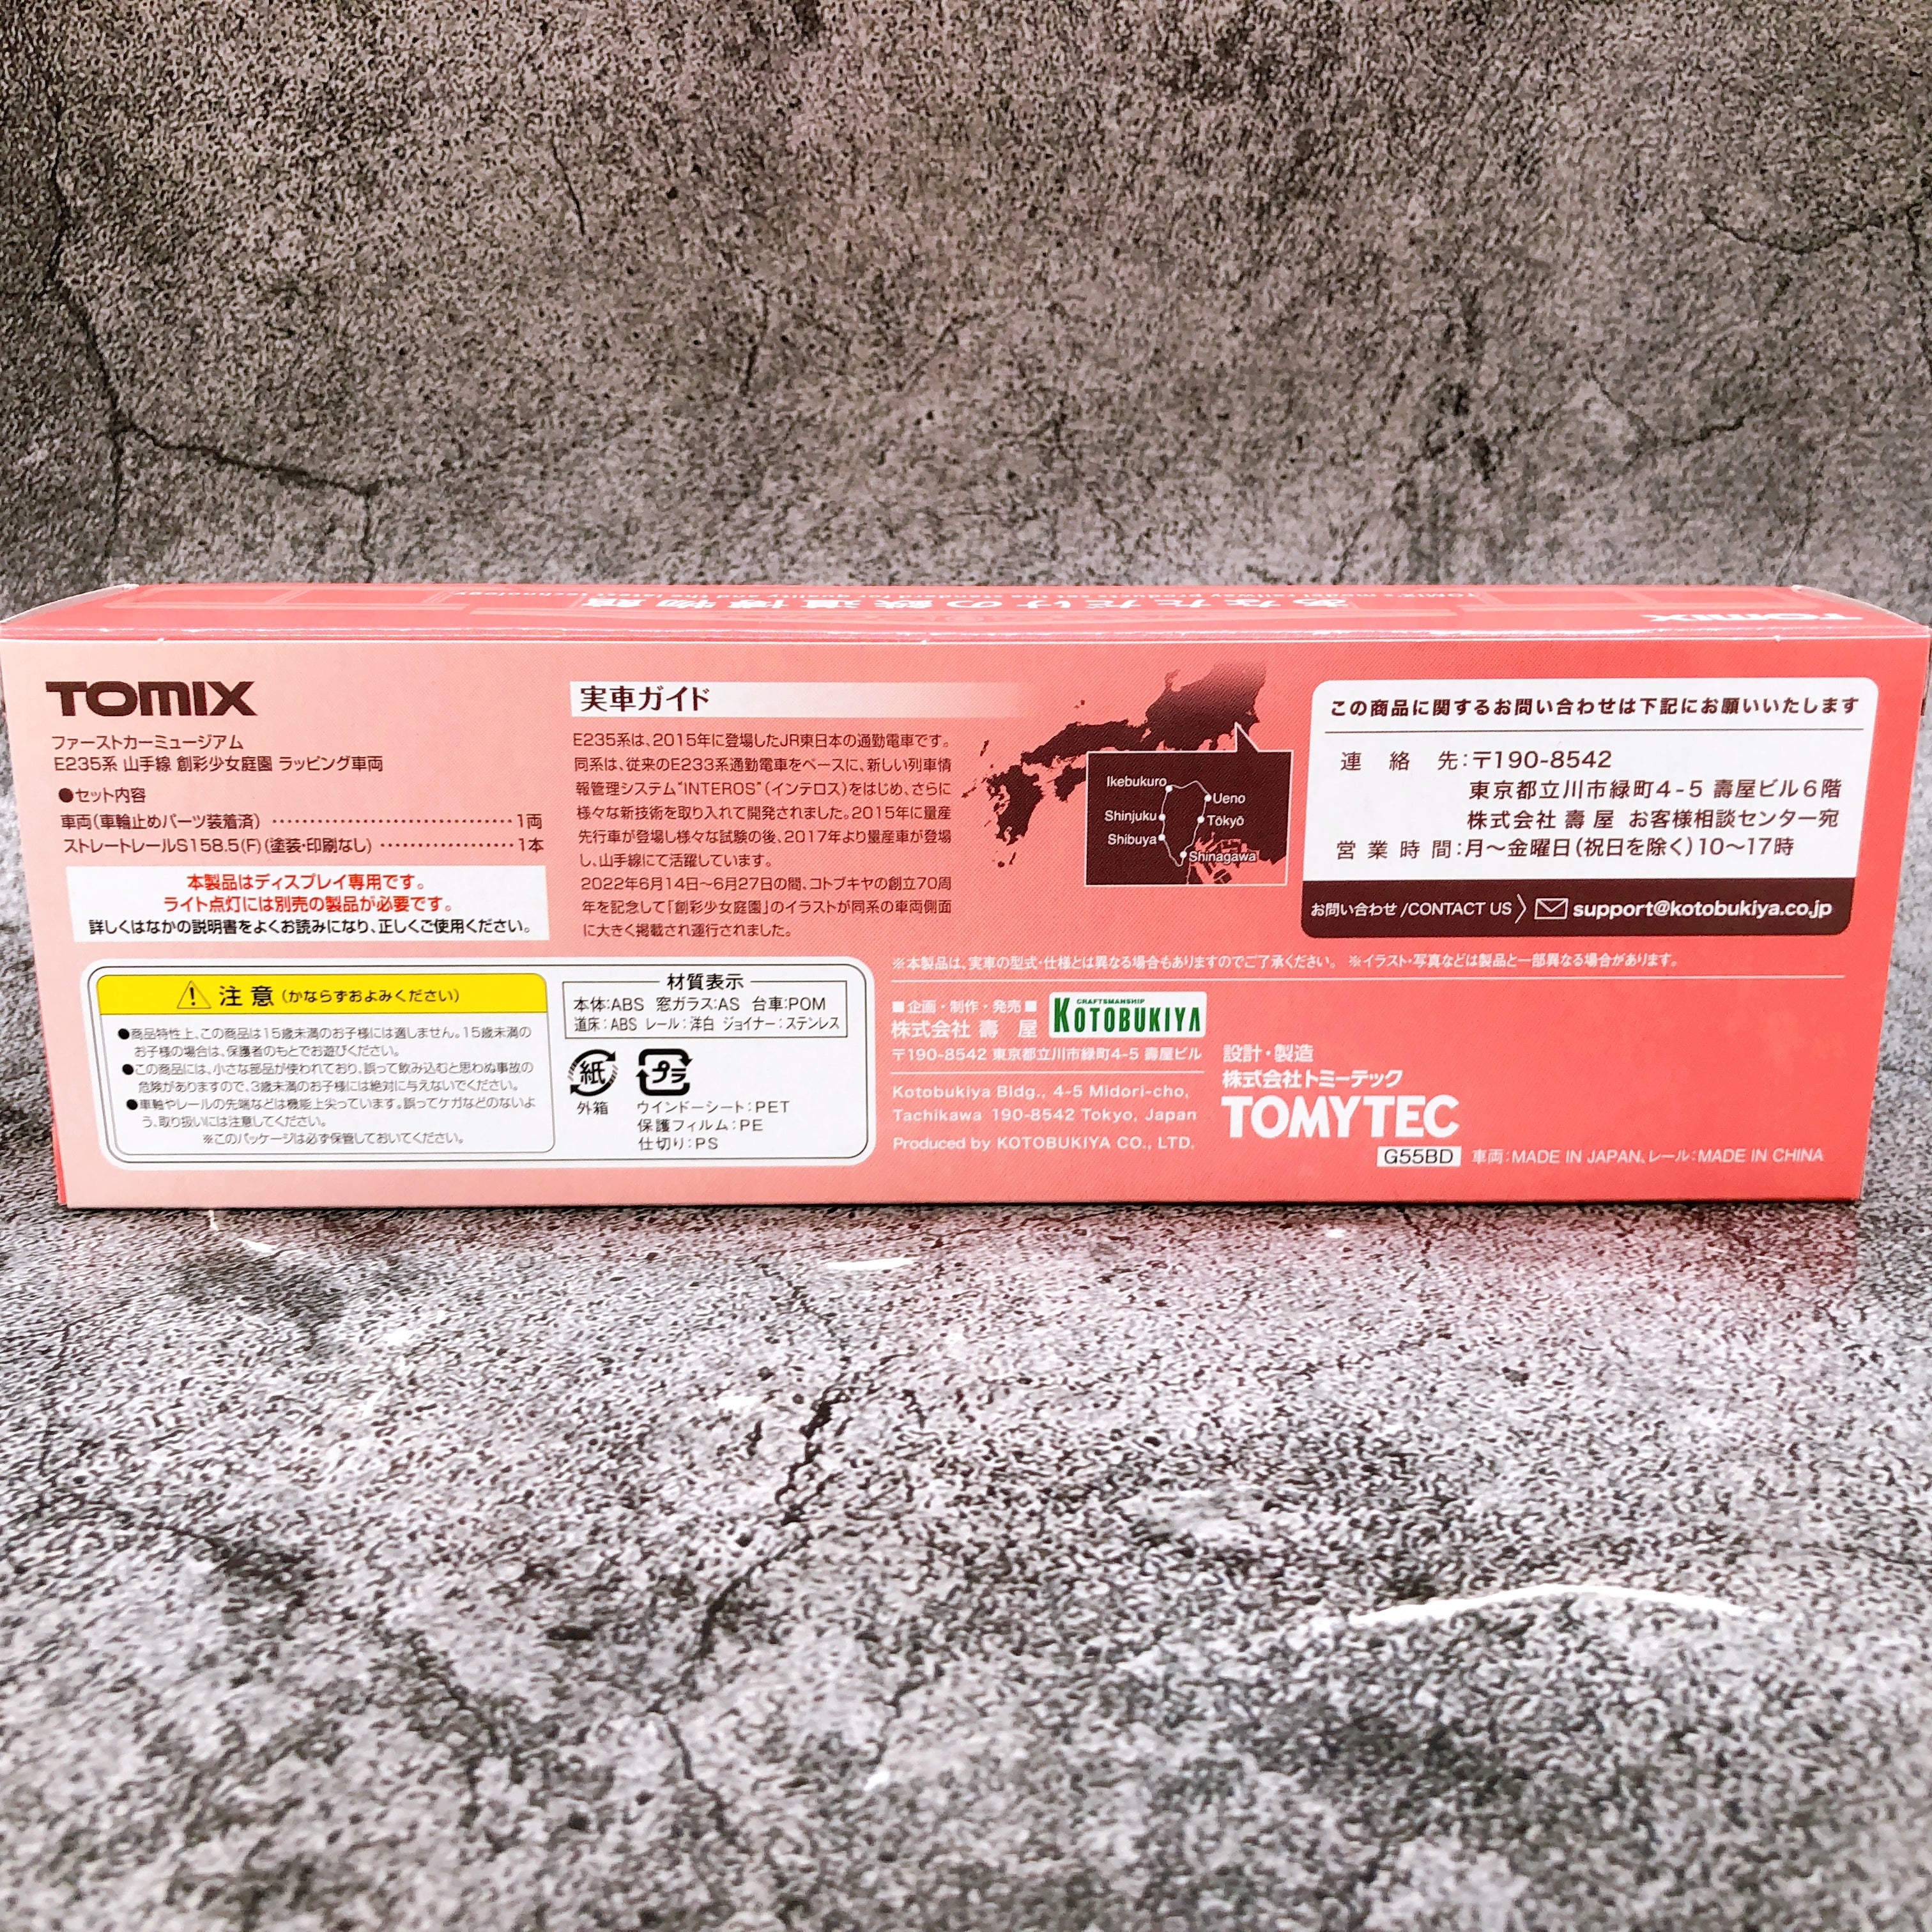 TOMIX's model railway products set the standard for quality and the latest technology
あなただけの鉄道博物館
TOMIX
TOMIX
ファーストカーミュージアム
E235系 山手線 創彩少女庭園 ラッピング車両
●セット内容
車両(車輪止めパーツ装着済) ……………………………1両
ストレートレールS158.5(F)(塗装・印刷なし) ………………1本
本製品はディスプレイ専用です。
ライト点灯には別売の製品が必要です。
詳しくはなかの説明書をよくお読みになり、正しくご使用ください。
実車ガイド
E235系は、2015年に登場したJR東日本の通勤電車です。
同系は、従来のE233系通勤電車をベースに、新しい列車情
報管理システム"INTEROS"(インテロス)をはじめ、さらに
様々な新技術を取り入れて開発されました。2015年に量産
先行車が登場し様々な試験の後、2017年より量産車が登場
し、山手線にて活躍しています。
2022年6月14日〜6月27日の間、コトブキヤの創立70周
年を記念して「創彩少女庭園」のイラストが同系の車両側面
に大きく掲載され運行されました。
Ikebukuro
Ueno
Shinjuku
Tōkyō
Shibuya
Shinagawa
この商品に関するお問い合わせは下記にお願いいたします
連絡先:〒190-8542
東京都立川市緑町4-5 壽屋ビル6階
株式会社 壽屋 お客様相談センター宛
営業時間:月〜金曜日(祝日を除く)10〜17時
お問い合わせ/CONTACT US support@kotobukiya.co.jp
⚠注意(かならずおよみください)
●商品特性上、この商品は15歳未満のお子様には適しません。15歳未満の
お子様の場合は、保護者のもとでお遊びください。
●この商品には、小さな部品が使われており、誤って飲み込むと思わぬ事故の
危険がありますので、3歳未満のお子様には絶対に与えないでください。
●車軸やレールの先端などは機能上尖っています。誤ってケガなどのないよ
う、取り扱いには注意してください。
※このパッケージは必ず保管しておいてください。
材質表示
本体:ABS 窓ガラス:AS 台車:POM
道床:ABS レール:洋白 ジョイナー:ステンレス
紙
外箱
プラ
ウインドーシート:PET
保護フィルム:PE
仕切り:PS
※本製品は、実車の型式・仕様とは異なる場合もありますのでご了承ください。 ※イラスト・写真などは製品と一部異なる場合があります。
■企画・制作・発売■
株式会社 壽屋
CRAFTSMANSHIP
KOTOBUKIYA
〒190-8542 東京都立川市緑町4-5 壽屋ビル
Kotobukiya Bldg., 4-5 Midori-cho,
Tachikawa 190-8542 Tokyo, Japan
Produced by KOTOBUKIYA CO., LTD.
設計・製造
株式会社トミーテック
TOMYTEC
G55BD 車両:MADE IN JAPAN、レール:MADE IN CHINA